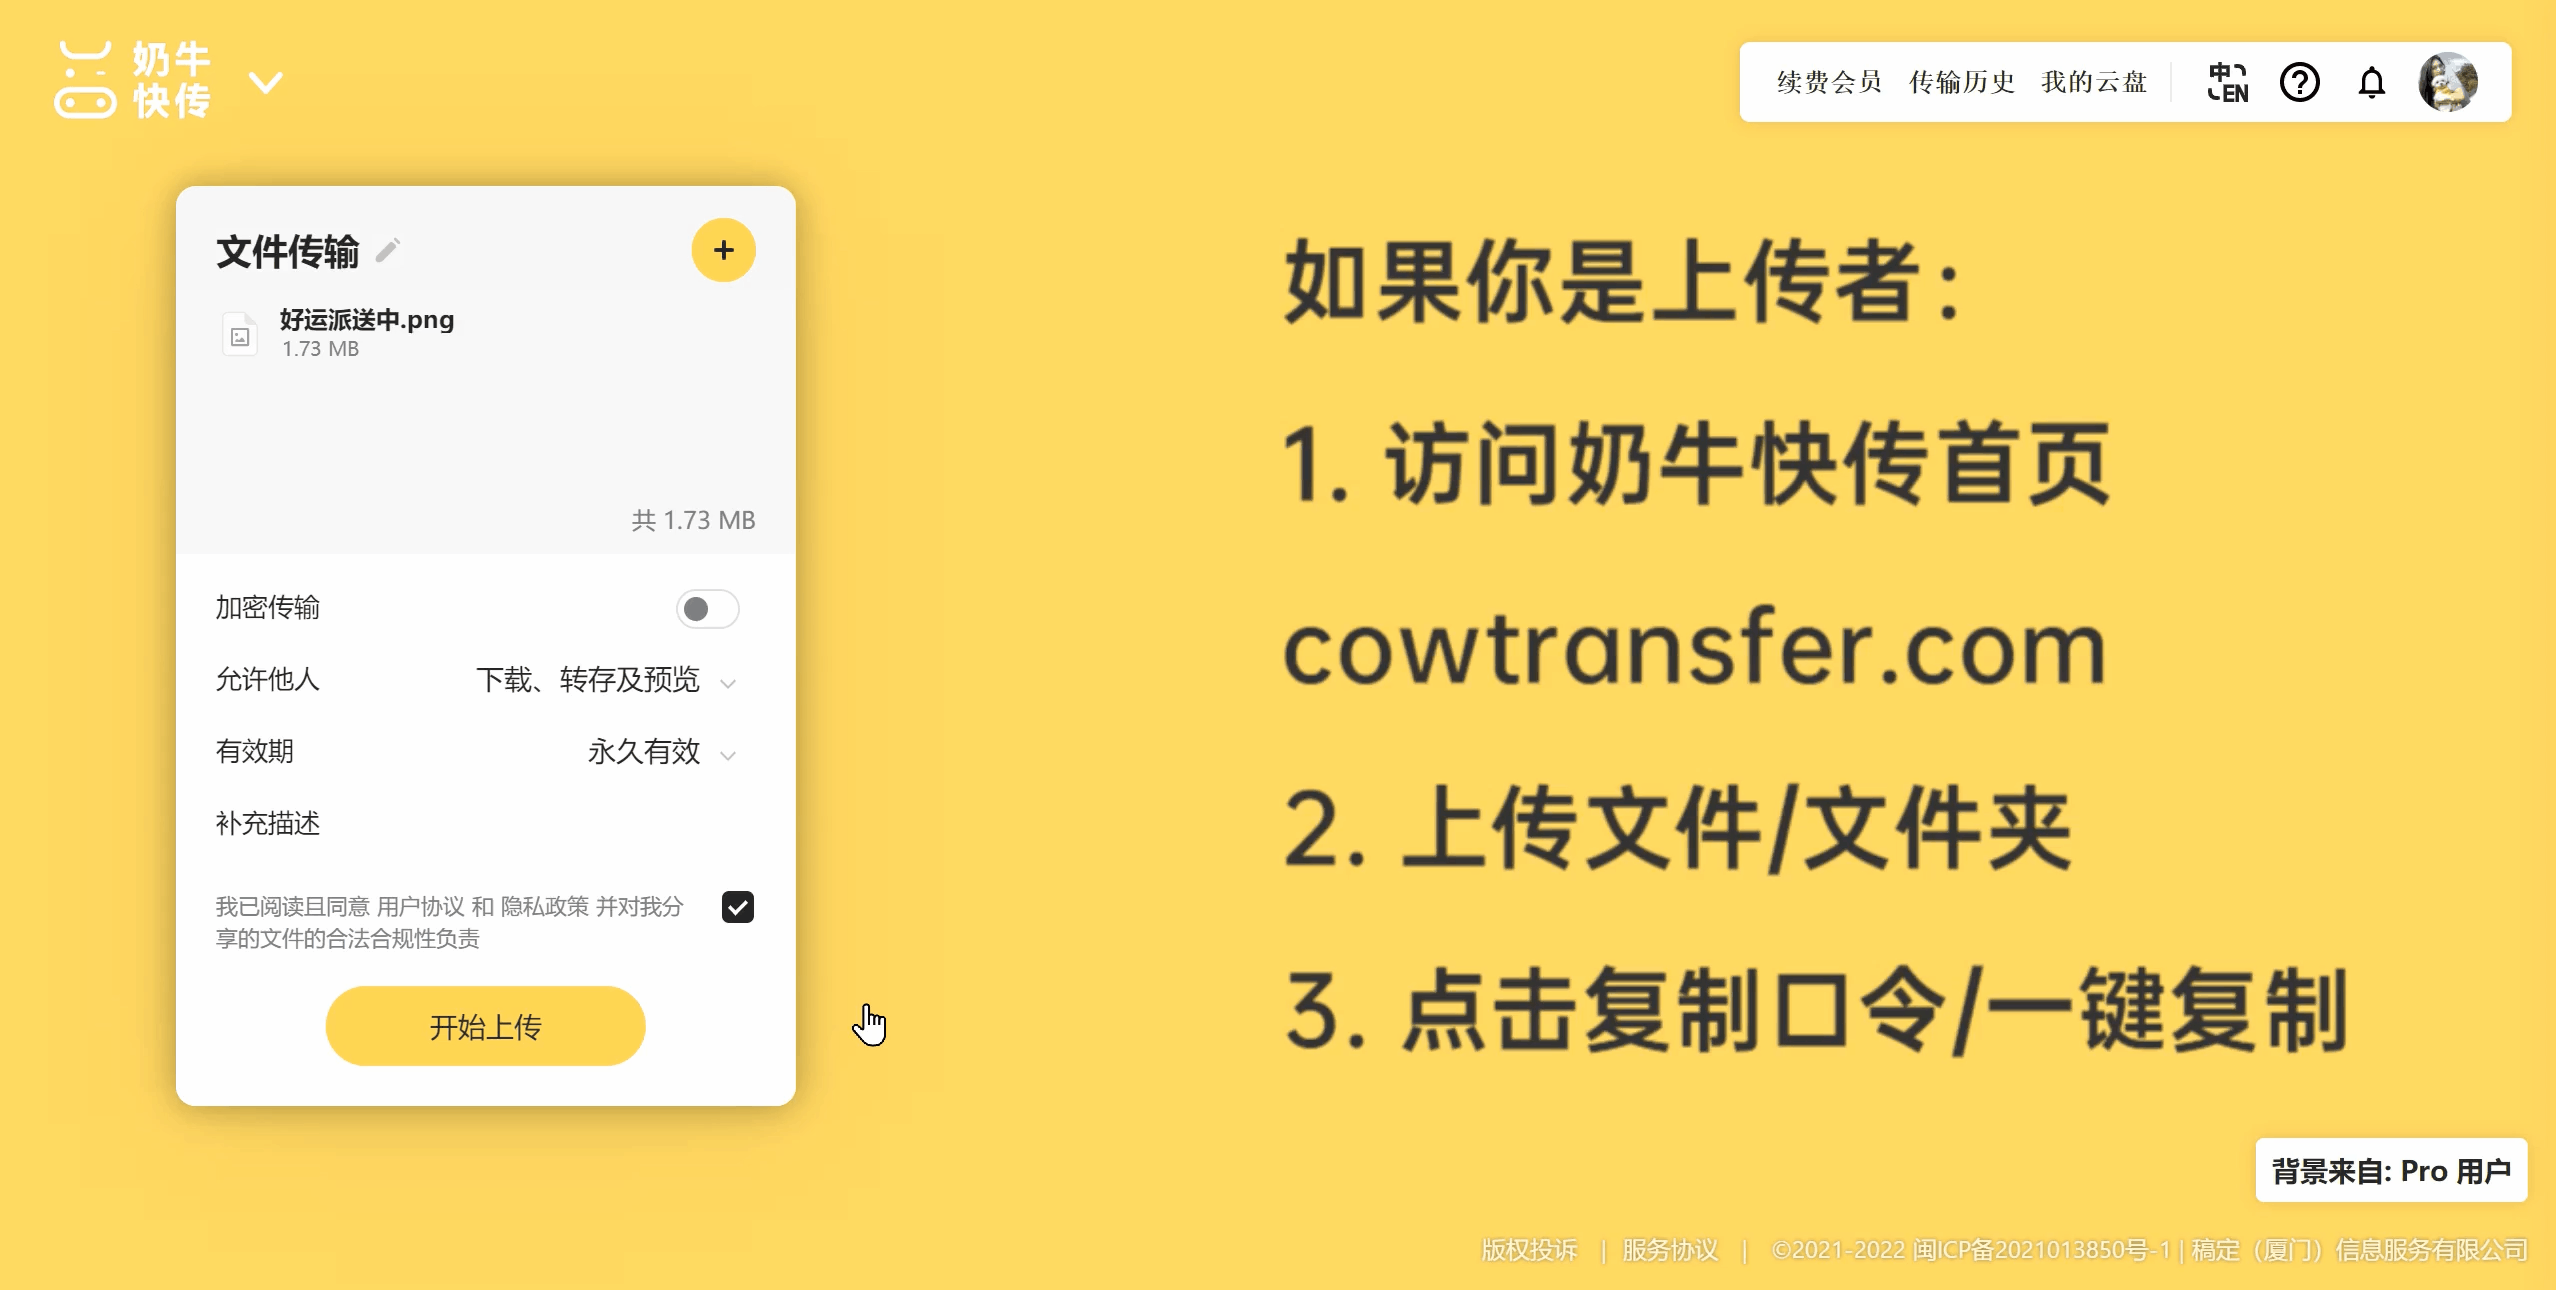 奶牛
快传
续费会员 传输历史 我的云盘
中 EN
文件传输
好运派送中.png
1.73 MB
共 1.73 MB
加密传输
允许他人 下载、转存及预览
有效期 永久有效
补充描述
我已阅读且同意 用户协议 和 隐私政策 并对我分
享的文件的合法合规性负责
开始上传
如果你是上传者：
1. 访问奶牛快传首页
cowtransfer.com
2. 上传文件/文件夹
3. 点击复制口令/一键复制
背景来自: Pro 用户
版权投诉 | 服务协议 | ©2021-2022 闽ICP备2021013850号-1 | 稿定（厦门）信息服务有限公司